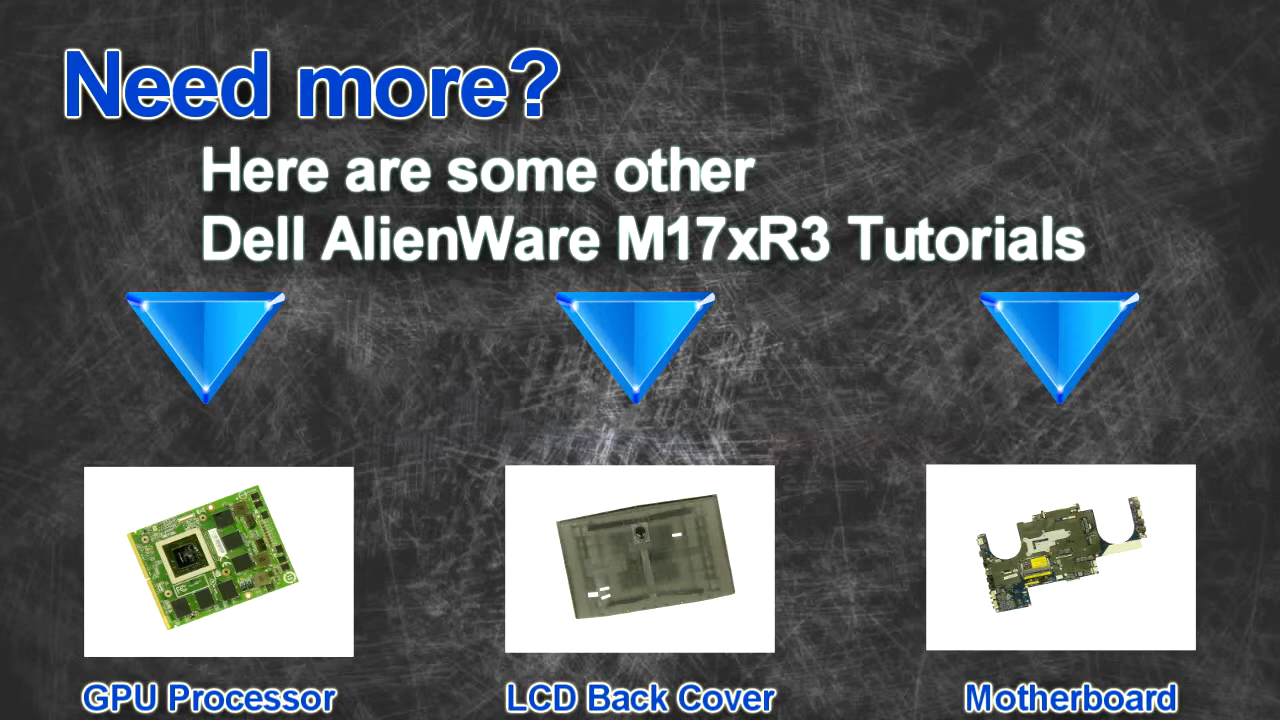 Need more?
Here are some other
Dell AlienWare M17xR3 Tutorials
GPU Processor
LCD Back Cover
Motherboard